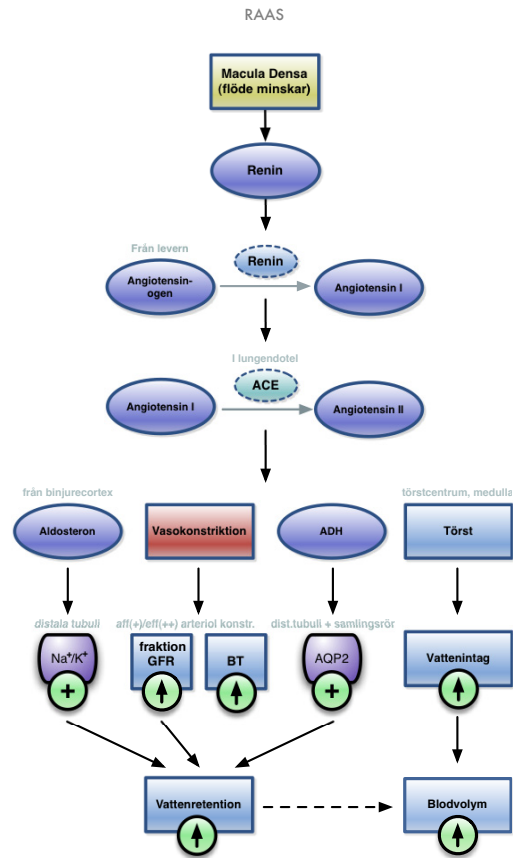 RAAS
Macula Densa
(flöde minskar)
Renin
Från levern
Renin
Angiotensin-
ogen
Angiotensin I
I lungendotel
ACE
Angiotensin I
Angiotensin II
från binjurecortex
törstcentrum, medulla
Aldosteron
Vasokonstriktion
ADH
Törst
distala tubuli
aff(+)/eff(++) arteriol konstr.
dist.tubuli + samlingsrör
Na+/K+
+
fraktion
GFR
BT
AQP2
+
Vattenintag
Vattenretention
Blodvolym